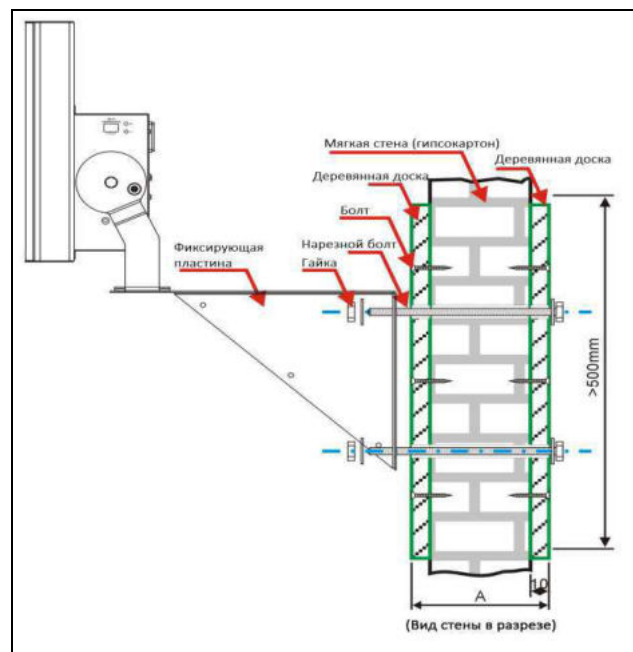 Мягкая стена (гипсокартон)
Деревянная доска
Деревянная доска
Болт
Нарезной болт
Фиксирующая
пластина
Гайка
>500mm
10
A
(Вид стены в разрезе)